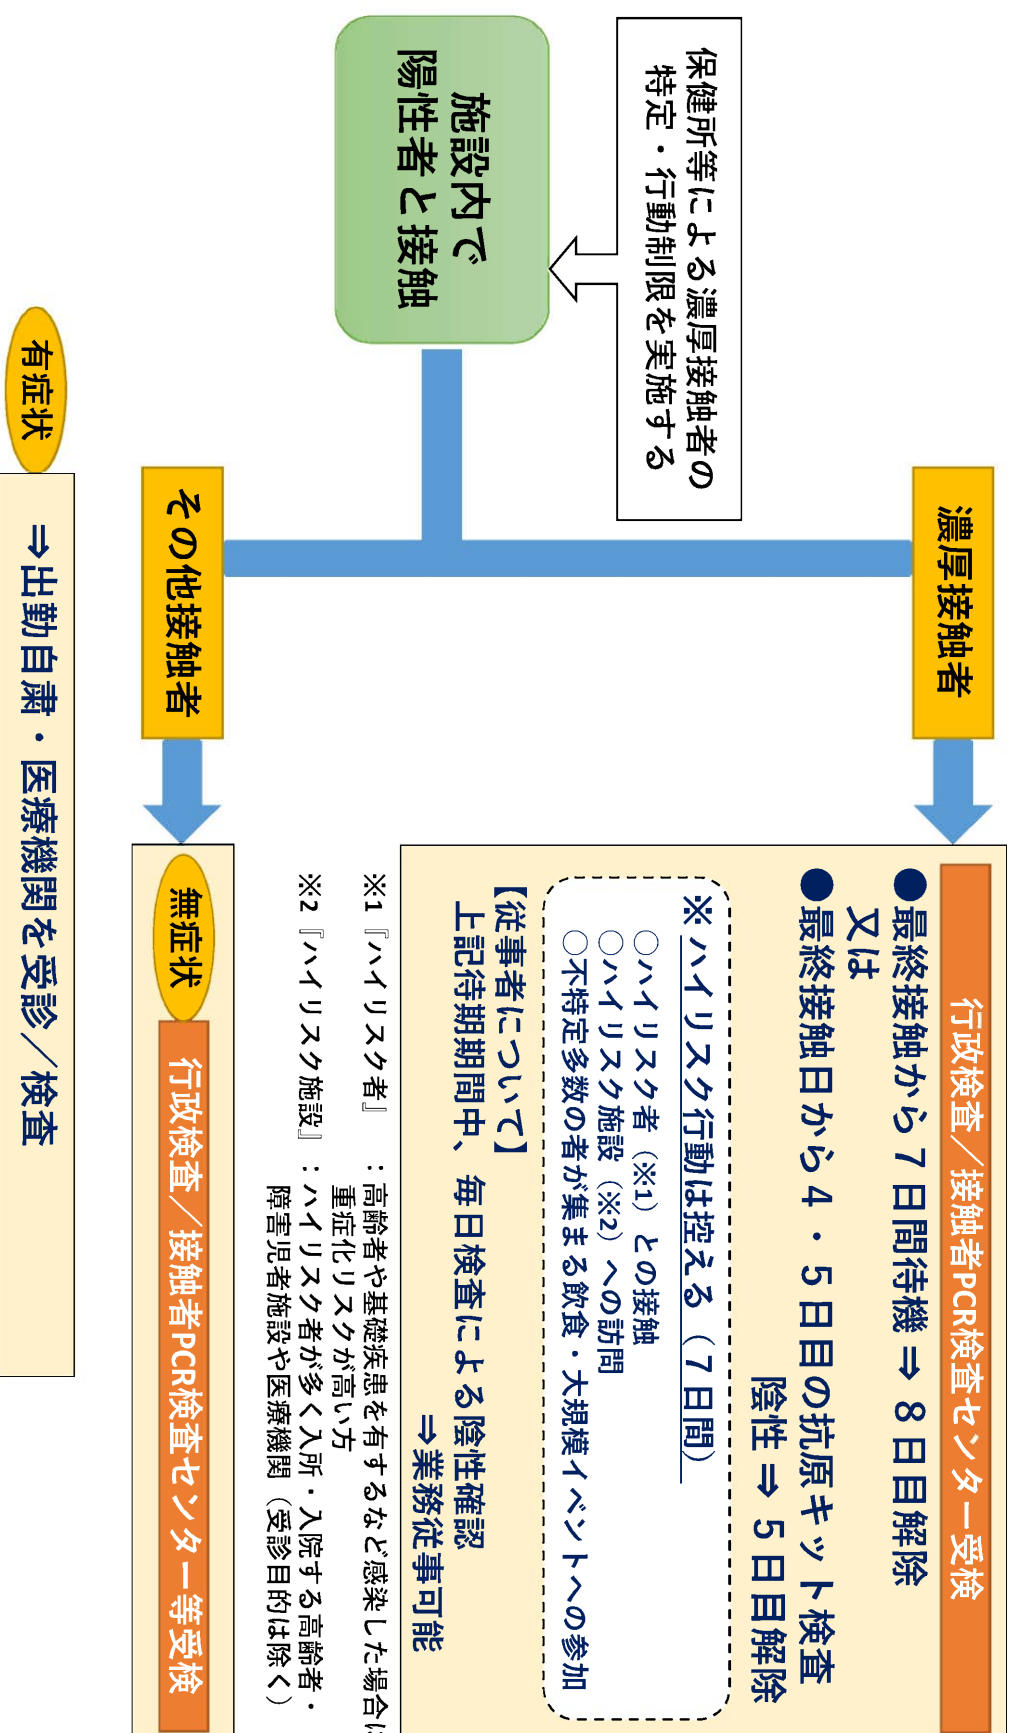 保健所等による濃厚接触者の
特定・行動制限を実施する
施設内で
陽性者と接触
濃厚接触者
行政検査／接触者PCR検査センター受検
●最終接触から７日間待機 ⇒ ８日目解除
又は
●最終接触日から４・５日目の抗原キット検査
陰性 ⇒ ５日目解除
※ハイリスク行動は控える（７日間）
○ハイリスク者（※1）との接触
○ハイリスク施設（※2）への訪問
○不特定多数の者が集まる飲食・大規模イベントへの参加
【従事者について】
上記待期期間中、毎日検査による陰性確認
⇒業務従事可能
※1『ハイリスク者』：高齢者や基礎疾患を有するなど感染した場合に
重症化リスクが高い方
※2『ハイリスク施設』：ハイリスク者が多く入所・入院する高齢者・
障害児者施設や医療機関（受診目的は除く）
その他接触者
無症状
行政検査／接触者PCR検査センター等受検
有症状
⇒出勤自粛・医療機関を受診／検査